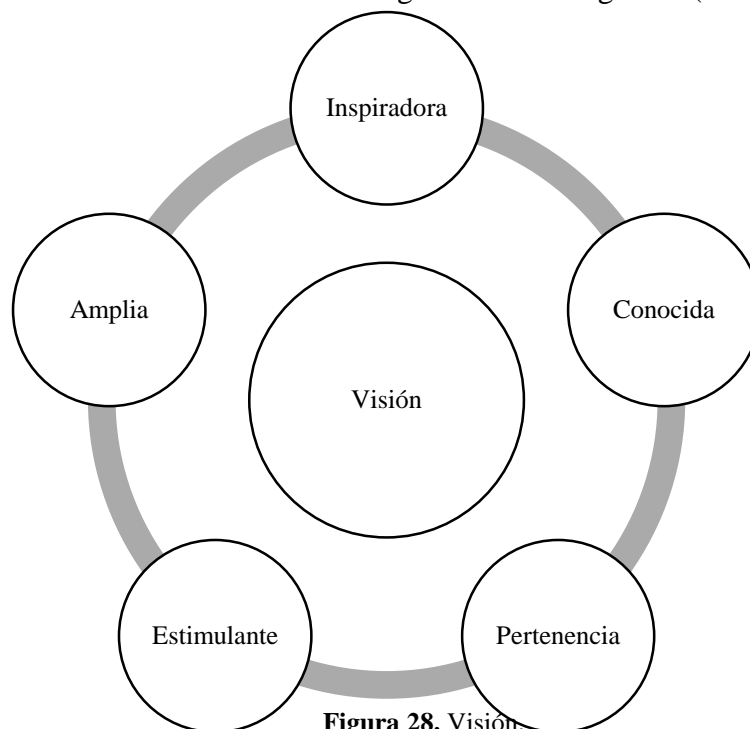 Inspiradora
Amplia
Conocida
Visión
Estimulante
Pertenencia
Figura 28. Visión